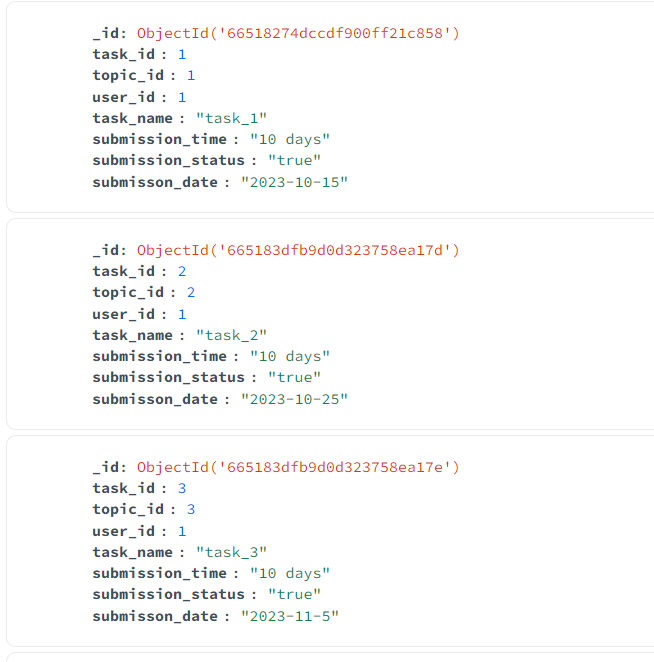 _id: ObjectId('66518274dccdf900ff21c858')
task_id : 1
topic_id : 1
user_id : 1
task_name : "task_1"
submission_time : "10 days"
submission_status : "true"
submisson_date : "2023-10-15"
_id: ObjectId('665183dfb9d0d323758ea17d')
task_id : 2
topic_id : 2
user_id : 1
task_name : "task_2"
submission_time : "10 days"
submission_status : "true"
submisson_date : "2023-10-25"
_id: ObjectId('665183dfb9d0d323758ea17e')
task_id : 3
topic_id : 3
user_id : 1
task_name : "task_3"
submission_time : "10 days"
submission_status : "true"
submisson_date : "2023-11-5"